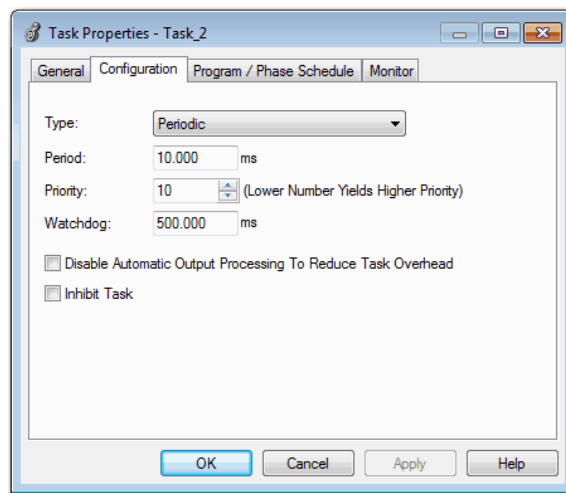 Task Properties - Task_2
General Configuration Program / Phase Schedule Monitor
Type: Periodic
Period: 10.000 ms
Priority: 10 (Lower Number Yields Higher Priority)
Watchdog: 500.000 ms
Disable Automatic Output Processing To Reduce Task Overhead
Inhibit Task
OK Cancel Apply Help